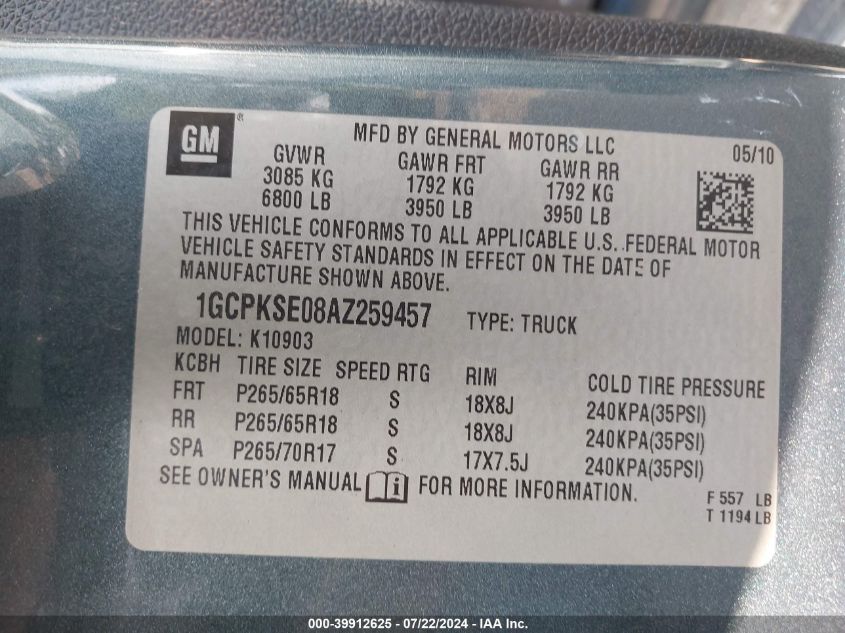 GM ®
MFD BY GENERAL MOTORS LLC
05/10
GVWR GAWR FRT GAWR RR
3085 KG 1792 KG 1792 KG
6800 LB 3950 LB 3950 LB
THIS VEHICLE CONFORMS TO ALL APPLICABLE U.S. FEDERAL MOTOR
VEHICLE SAFETY STANDARDS IN EFFECT ON THE DATE OF
MANUFACTURE SHOWN ABOVE.
1GCPKSE08AZ259457 TYPE: TRUCK
MODEL: K10903
KCBH TIRE SIZE SPEED RTG RIM COLD TIRE PRESSURE
FRT P265/65R18 S 18X8J 240KPA(35PSI)
RR P265/65R18 S 18X8J 240KPA(35PSI)
SPA P265/70R17 S 17X7.5J 240KPA(35PSI)
SEE OWNER'S MANUAL i FOR MORE INFORMATION.
F 557 LB
T 1194 LB
000-39912625 - 07/22/2024 - IAA Inc.